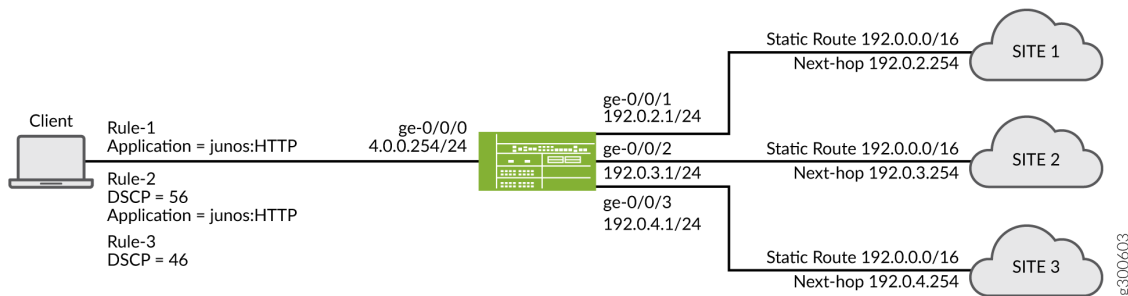 Client
Rule-1
Application = junos:HTTP
Rule-2
DSCP = 56
Application = junos:HTTP
Rule-3
DSCP = 46
ge-0/0/0
4.0.0.254/24
ge-0/0/1
192.0.2.1/24
ge-0/0/2
192.0.3.1/24
ge-0/0/3
192.0.4.1/24
Static Route 192.0.0.0/16
Next-hop 192.0.2.254
SITE 1
Static Route 192.0.0.0/16
Next-hop 192.0.3.254
SITE 2
Static Route 192.0.0.0/16
Next-hop 192.0.4.254
SITE 3
g300603